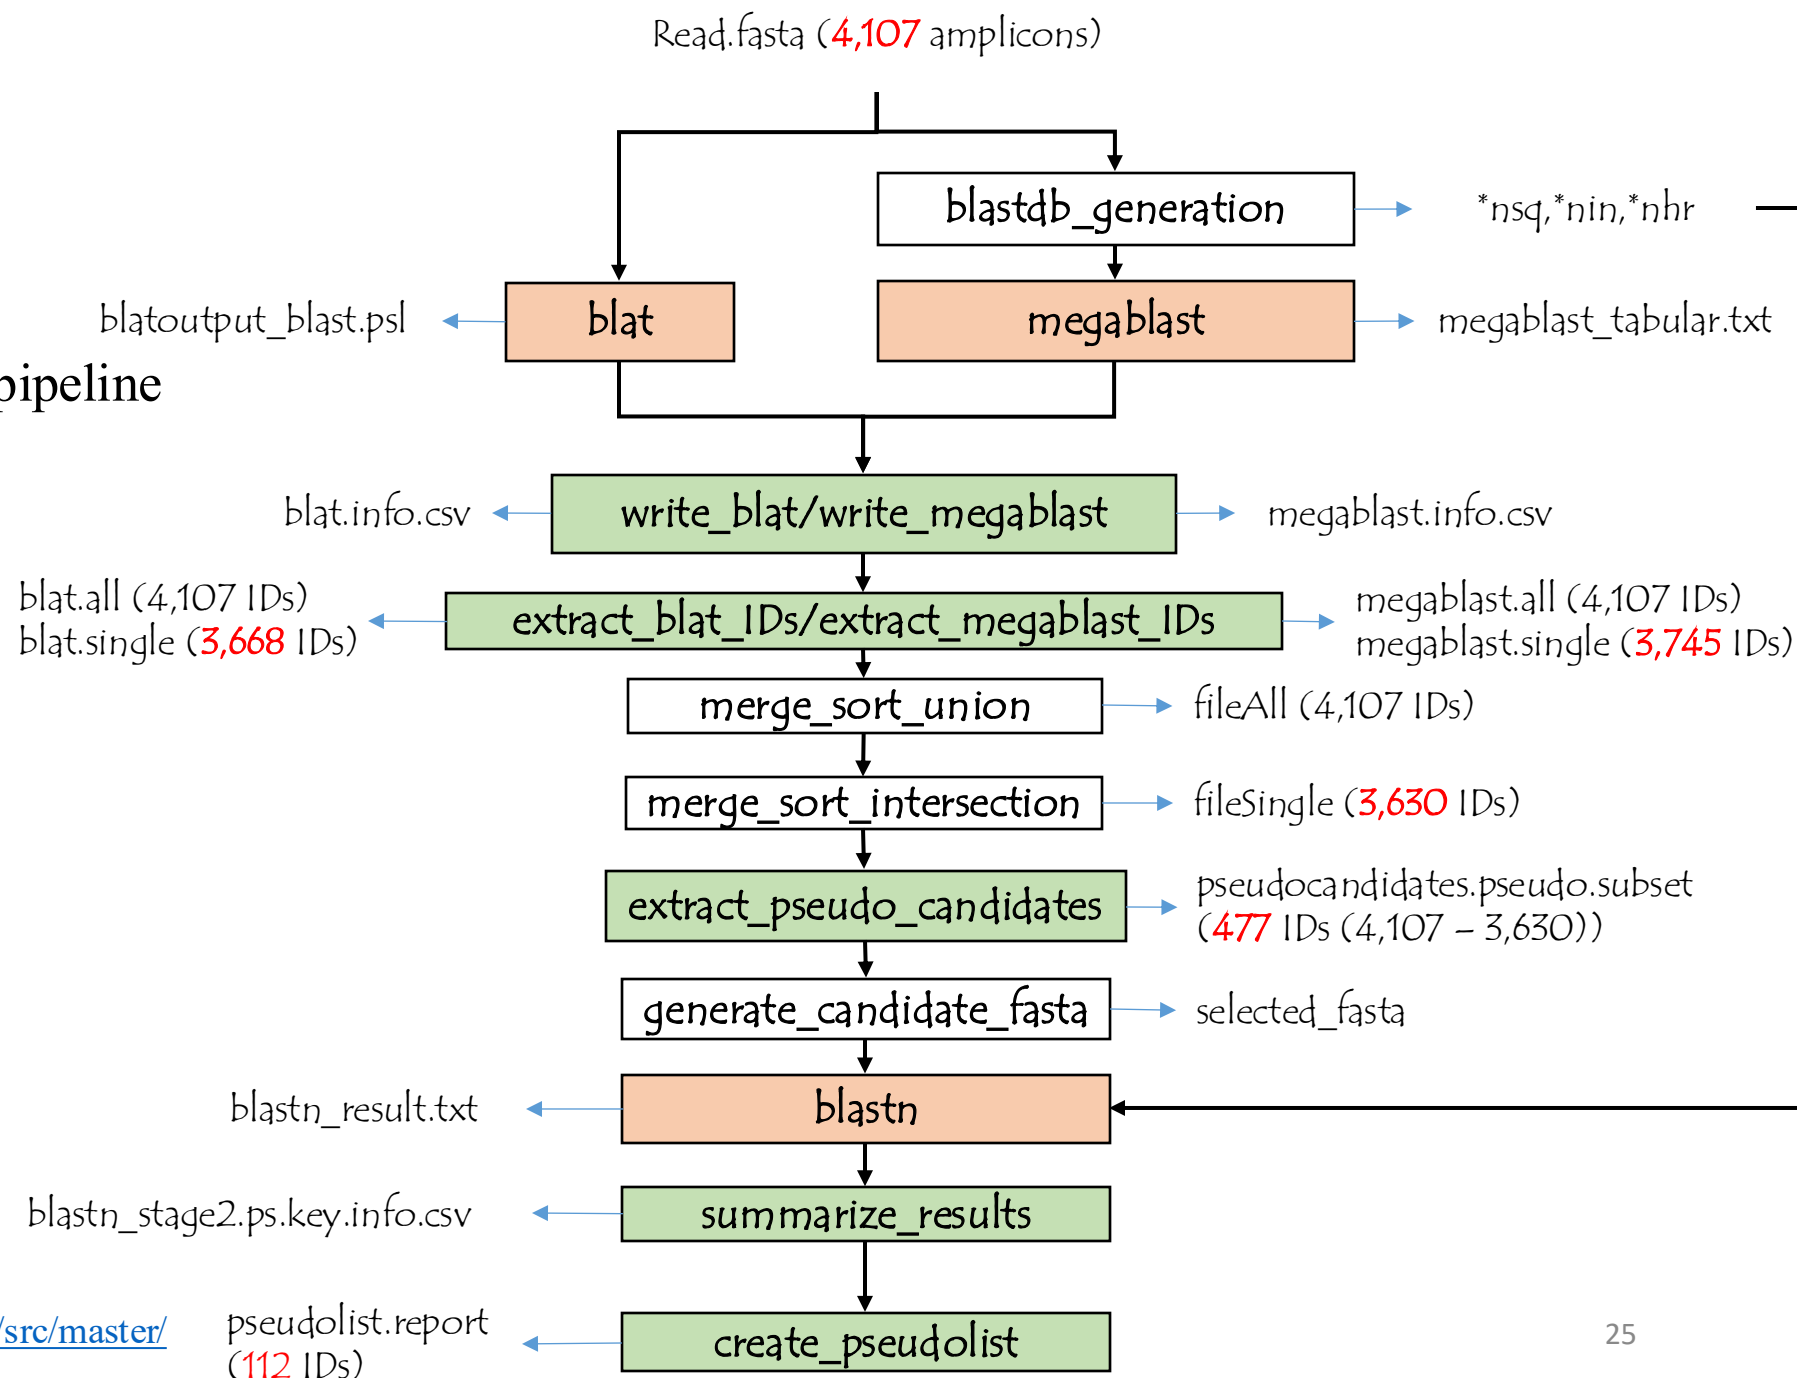 Read.fasta (4,107 amplicons)
blastdb_generation
*nsq,*nin,*nhr
blatoutput_blast.psl
blat
megablast
megablast_tabular.txt
pipeline
blat.info.csv
write_blat/write_megablast
megablast.info.csv
blat.all (4,107 IDs)
blat.single (3,668 IDs)
extract_blat_IDs/extract_megablast_IDs
megablast.all (4,107 IDs)
megablast.single (3,745 IDs)
merge_sort_union
fileAll (4,107 IDs)
merge_sort_intersection
fileSingle (3,630 IDs)
extract_pseudo_candidates
pseudocandidates.pseudo.subset
(477 IDs (4,107 – 3,630))
generate_candidate_fasta
selected_fasta
blastn_result.txt
blastn
blastn_stage2.ps.key.info.csv
summarize_results
/src/master/
pseudolist.report
(112 IDs)
create_pseudolist
25